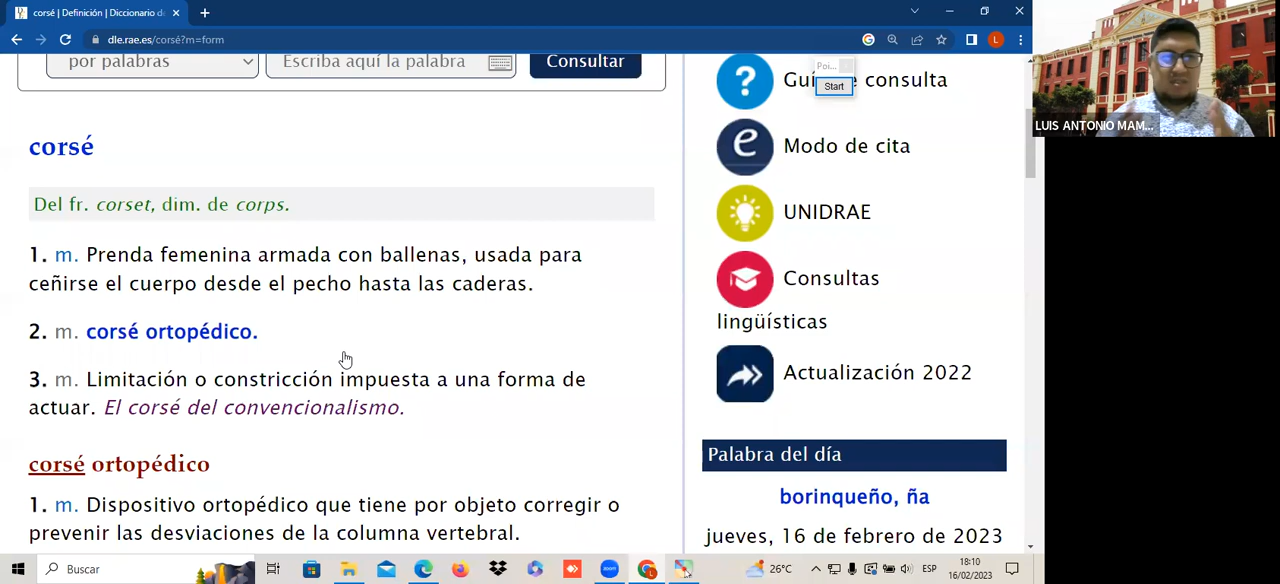 corsé | Definición | Diccionario d
dle.rae.es/corsé?m=form
L
por palabras
Escriba aquí la palabra
Consultar
corsé
Del fr. corset, dim. de corps.
1. m. Prenda femenina armada con ballenas, usada para
ceñirse el cuerpo desde el pecho hasta las caderas.
2. m. corsé ortopédico.
3. m. Limitación o constricción impuesta a una forma de
actuar. El corsé del convencionalismo.
corsé ortopédico
1. m. Dispositivo ortopédico que tiene por objeto corregir o
prevenir las desviaciones de la columna vertebral.
Poi...
Start
? Guí e consulta
e Modo de cita
UNIDRAE
Consultas
lingüísticas
Actualización 2022
Palabra del día
borinqueño, ña
jueves, 16 de febrero de 2023
LUIS ANTONIO MAM...
Buscar
zoom
26°C
ESP
18:10
16/02/2023